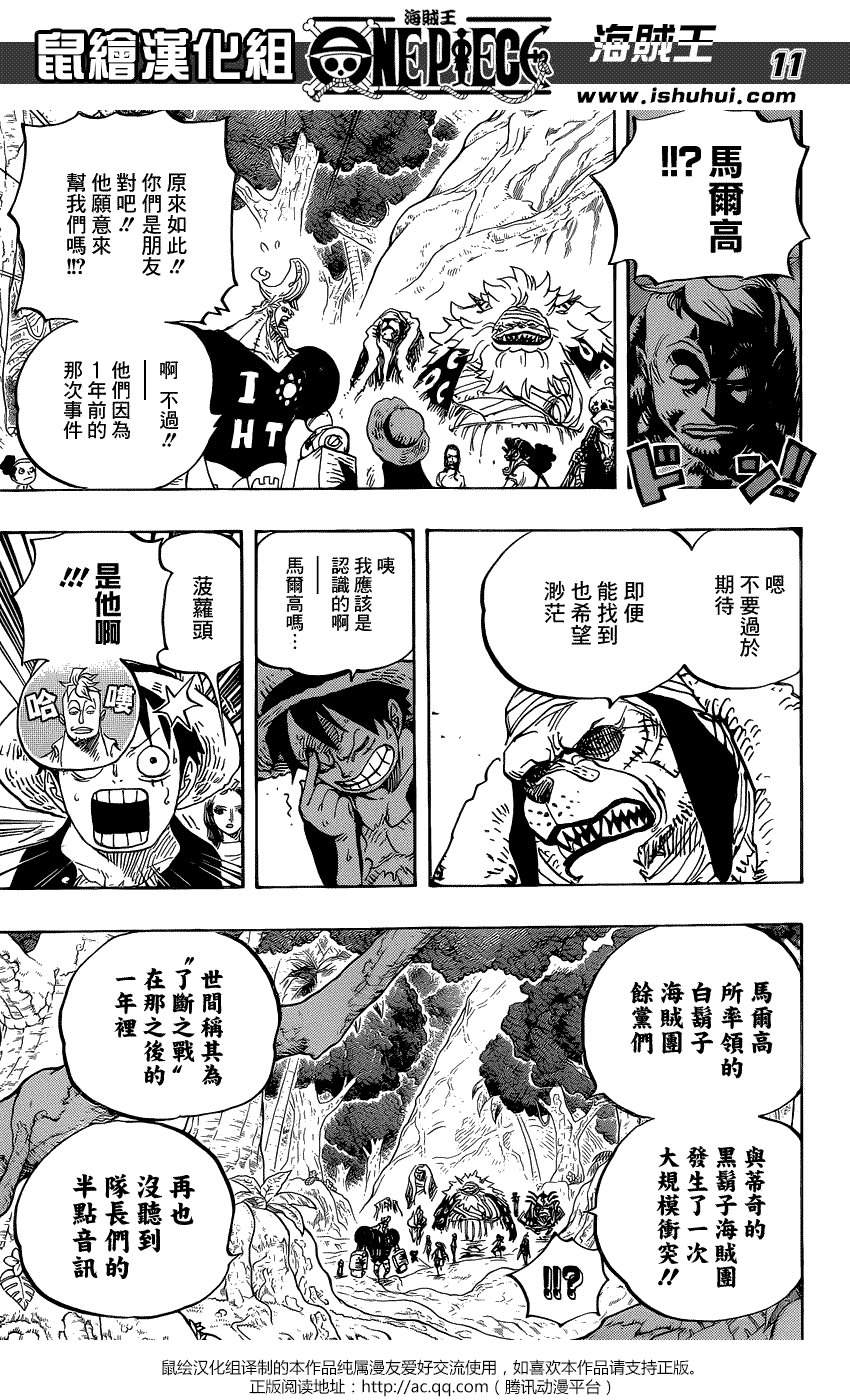 鼠繪漢化組
海賊王
ONE PIECE
海賊王
11
www.ishuhui.com
馬爾高
!!?
ドン!!
原來如此!!
你們是朋友
對吧!!
他願意來
幫我們嗎!!?
啊 不過!!
——
他們因為
1年前的
那次事件
IHT
嗯
不要過於
期待
即便
能找到
也希望
渺茫
咦
我應該是
認識的啊
——
馬爾高嗎…
菠蘿頭
是他啊
!!!
哈嘍
馬爾高
所率領的
白鬍子
海賊團
餘黨們
與蒂奇的
黑鬍子海賊團
發生了一次
大規模衝突!!
世間稱其為
“了斷之戰”
在那之後的
一年裡
再也
沒聽到
隊長們的
半點音訊
!!?
鼠绘汉化组译制的本作品纯属漫友爱好交流使用，如喜欢本作品请支持正版。
正版阅读地址：http://ac.qq.com（腾讯动漫平台）